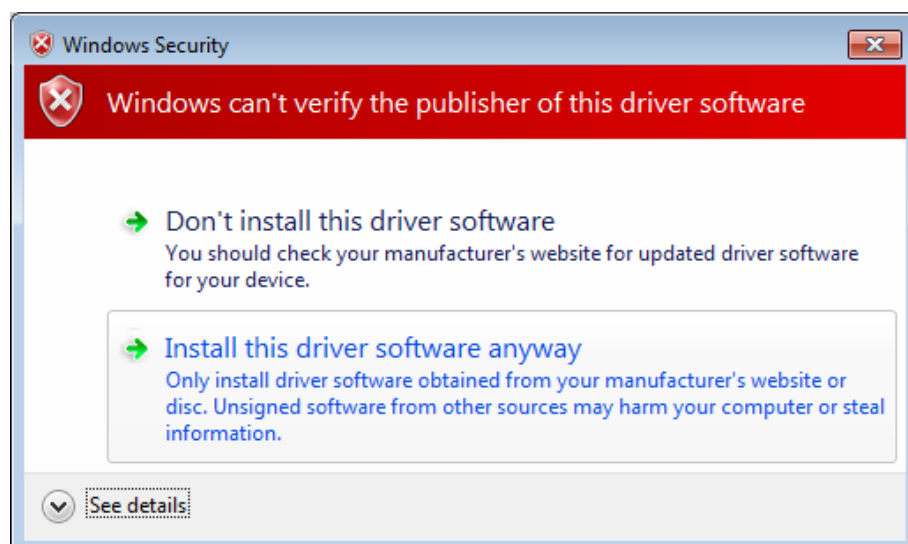 Windows Security
Windows can't verify the publisher of this driver software
Don't install this driver software
You should check your manufacturer's website for updated driver software
for your device.
Install this driver software anyway
Only install driver software obtained from your manufacturer's website or
disc. Unsigned software from other sources may harm your computer or steal
information.
See details